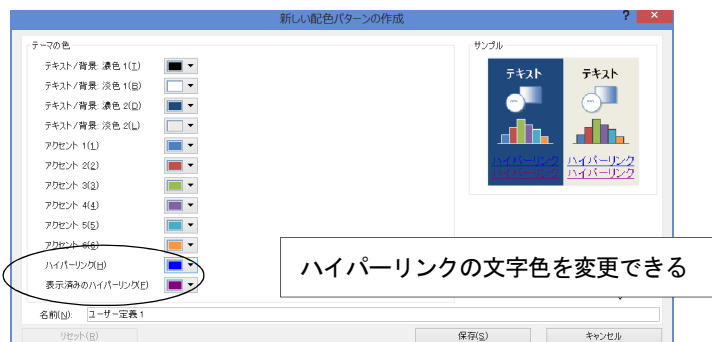 新しい配色パターンの作成
? ×
テーマの色
テキスト/背景: 濃色 1(T)
テキスト/背景: 淡色 1(B)
テキスト/背景: 濃色 2(D)
テキスト/背景: 淡色 2(L)
アクセント 1(1)
アクセント 2(2)
アクセント 3(3)
アクセント 4(4)
アクセント 5(5)
アクセント 6(6)
ハイパーリンク(H)
表示済みのハイパーリンク(F)
サンプル
テキスト テキスト
ハイパーリンク ハイパーリンク
ハイパーリンク ハイパーリンク
ハイパーリンクの文字色を変更できる
名前(N): ユーザー定義 1
リセット(R) 保存(S) キャンセル